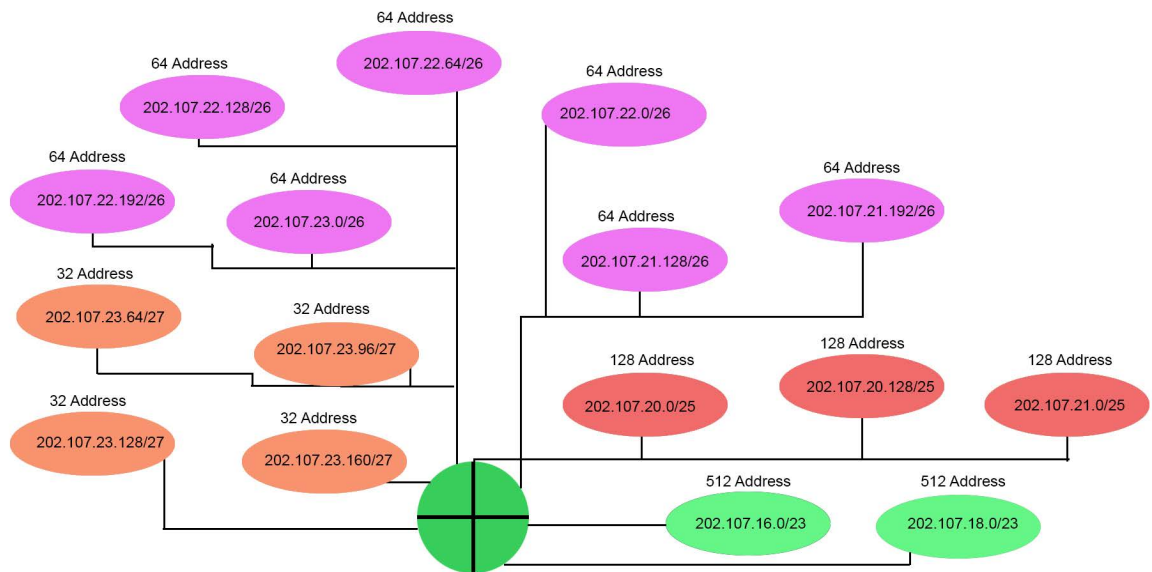 64 Address
202.107.22.64/26
64 Address
202.107.22.128/26
64 Address
202.107.22.0/26
64 Address
202.107.22.192/26
64 Address
202.107.23.0/26
64 Address
202.107.21.128/26
64 Address
202.107.21.192/26
32 Address
202.107.23.64/27
32 Address
202.107.23.96/27
128 Address
202.107.20.0/25
128 Address
202.107.20.128/25
128 Address
202.107.21.0/25
32 Address
202.107.23.128/27
32 Address
202.107.23.160/27
512 Address
202.107.16.0/23
512 Address
202.107.18.0/23